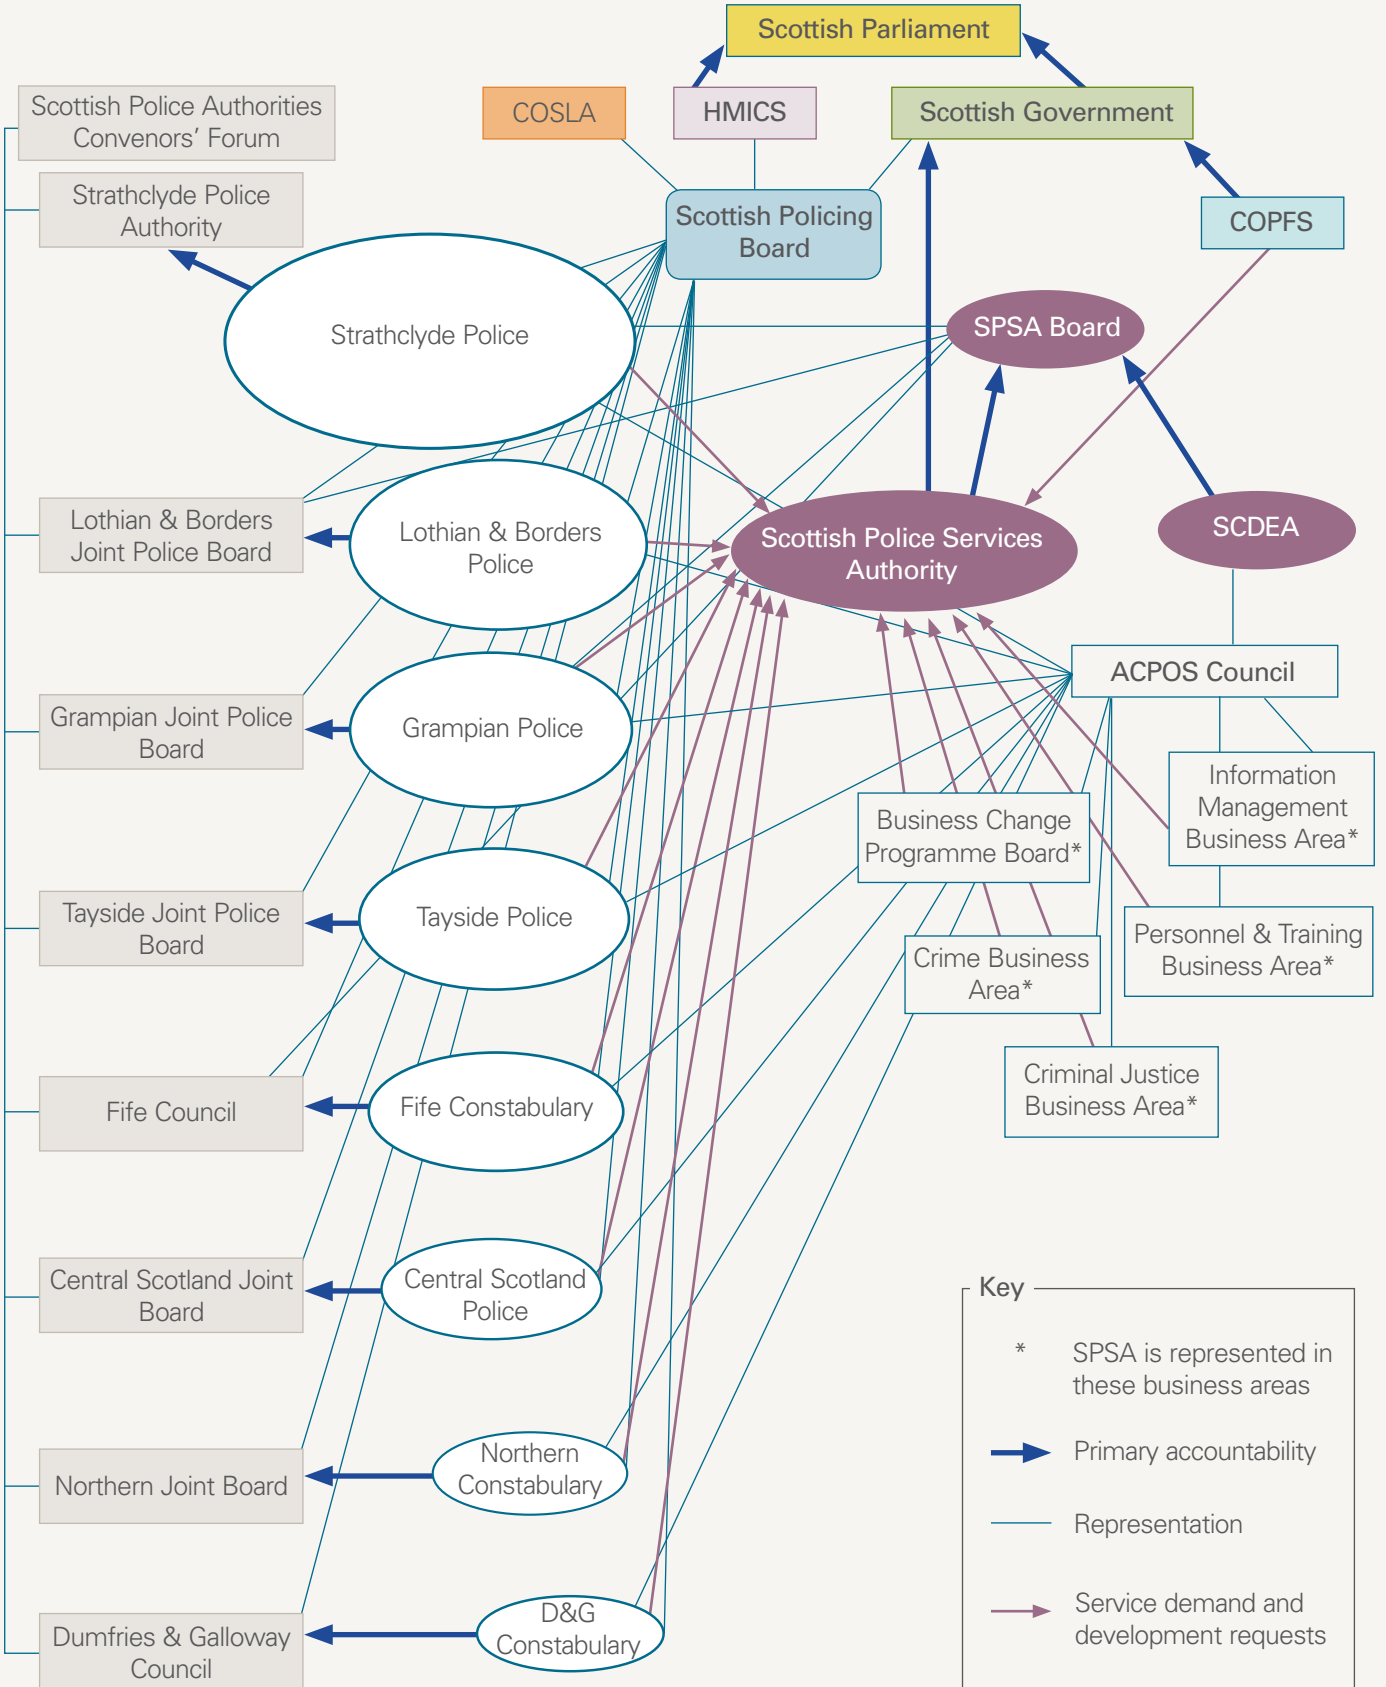 Scottish Parliament
Scottish Police Authorities
Convenors’ Forum
COSLA
HMICS
Scottish Government
Strathclyde Police
Authority
Scottish Policing
Board
COPFS
Strathclyde Police
SPSA Board
Lothian & Borders
Joint Police Board
Lothian & Borders
Police
Scottish Police Services
Authority
SCDEA
ACPOS Council
Grampian Joint Police
Board
Grampian Police
Information
Management
Business Area*
Business Change
Programme Board*
Tayside Joint Police
Board
Tayside Police
Personnel & Training
Business Area*
Crime Business
Area*
Fife Council
Fife Constabulary
Criminal Justice
Business Area*
Central Scotland Joint
Board
Central Scotland
Police
Northern Joint Board
Northern
Constabulary
Dumfries & Galloway
Council
D&G
Constabulary
Key
* SPSA is represented in
these business areas
Primary accountability
Representation
Service demand and
development requests